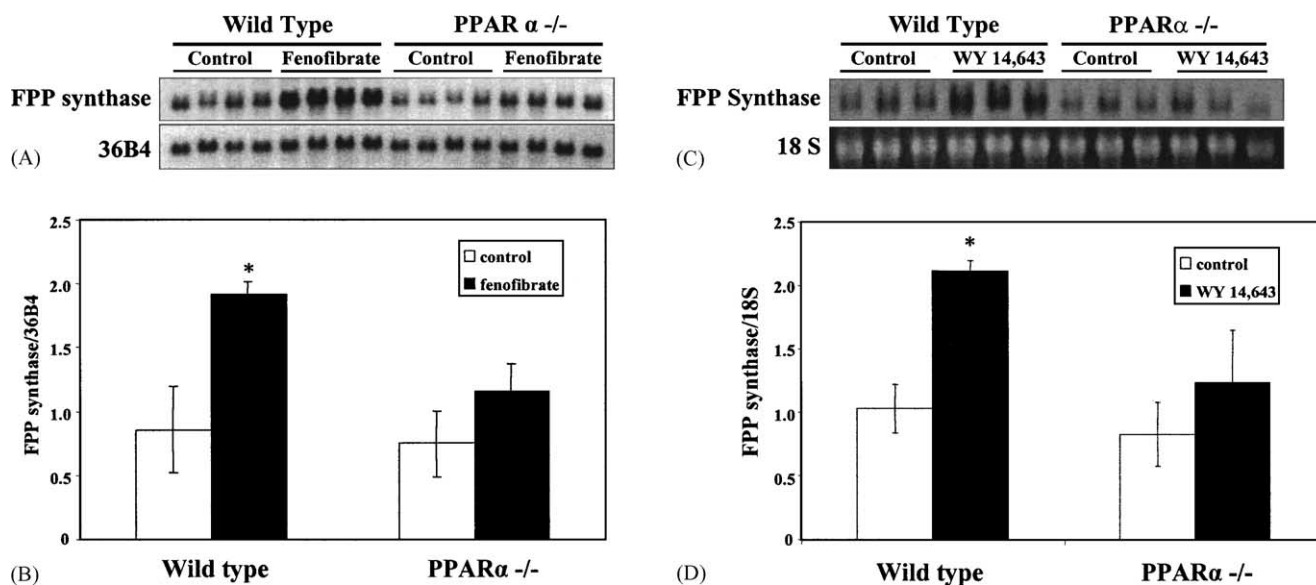 Wild Type PPAR α -/-
Control Fenofibrate Control Fenofibrate
FPP synthase
36B4
(A)
Wild Type PPARα -/-
Control WY 14,643 Control WY 14,643
FPP Synthase
18 S
(C)
FPP synthase/36B4
2.5
2.0
1.5
1.0
0.5
0
*
control
fenofibrate
Wild type PPARα -/-
(B)
FPP synthase/18S
2.5
2.0
1.5
1.0
0.5
0
*
control
WY 14,643
Wild type PPARα -/-
(D)